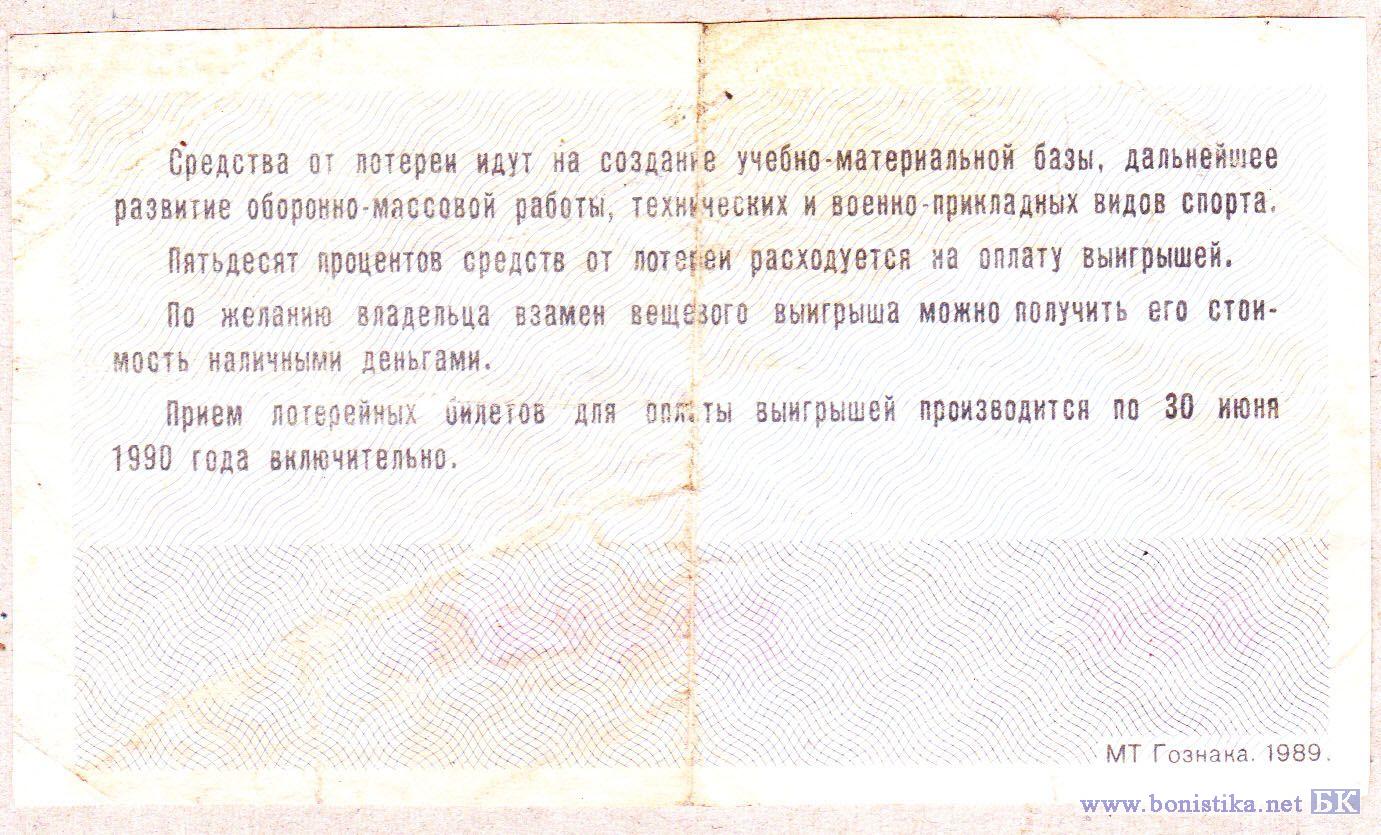 Средства от лотереи идут на создание учебно-материальной базы, дальнейшее
развитие оборонно-массовой работы, технических и военно-прикладных видов спорта.
Пятьдесят процентов средств от лотереи расходуется на оплату выигрышей.
По желанию владельца взамен вещевого выигрыша можно получить его стои-
мость наличными деньгами.
Прием лотерейных билетов для оплаты выигрышей производится по 30 июня
1990 года включительно.
МТ Гознака. 1989.
www.bonistika.net БК